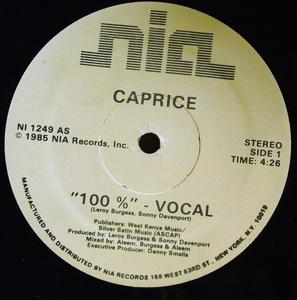 nia
CAPRICE
NI 1249 AS
℗ 1985 NIA Records, Inc.
STEREO
SIDE 1
TIME: 4:26
"100 %" - VOCAL
(Leroy Burgess, Sonny Davenport)
Publishers: West Kenya Music/
Silver Satin Music (ASCAP)
Produced by: Leroy Burgess & Sonny Davenport
Mixed by: Aleem, Burgess & Aleem
Executive Producer: Danny Smalls
MANUFACTURED AND DISTRIBUTED BY NIA RECORDS 159 WEST 53RD ST., NEW YORK, N.Y. 10019